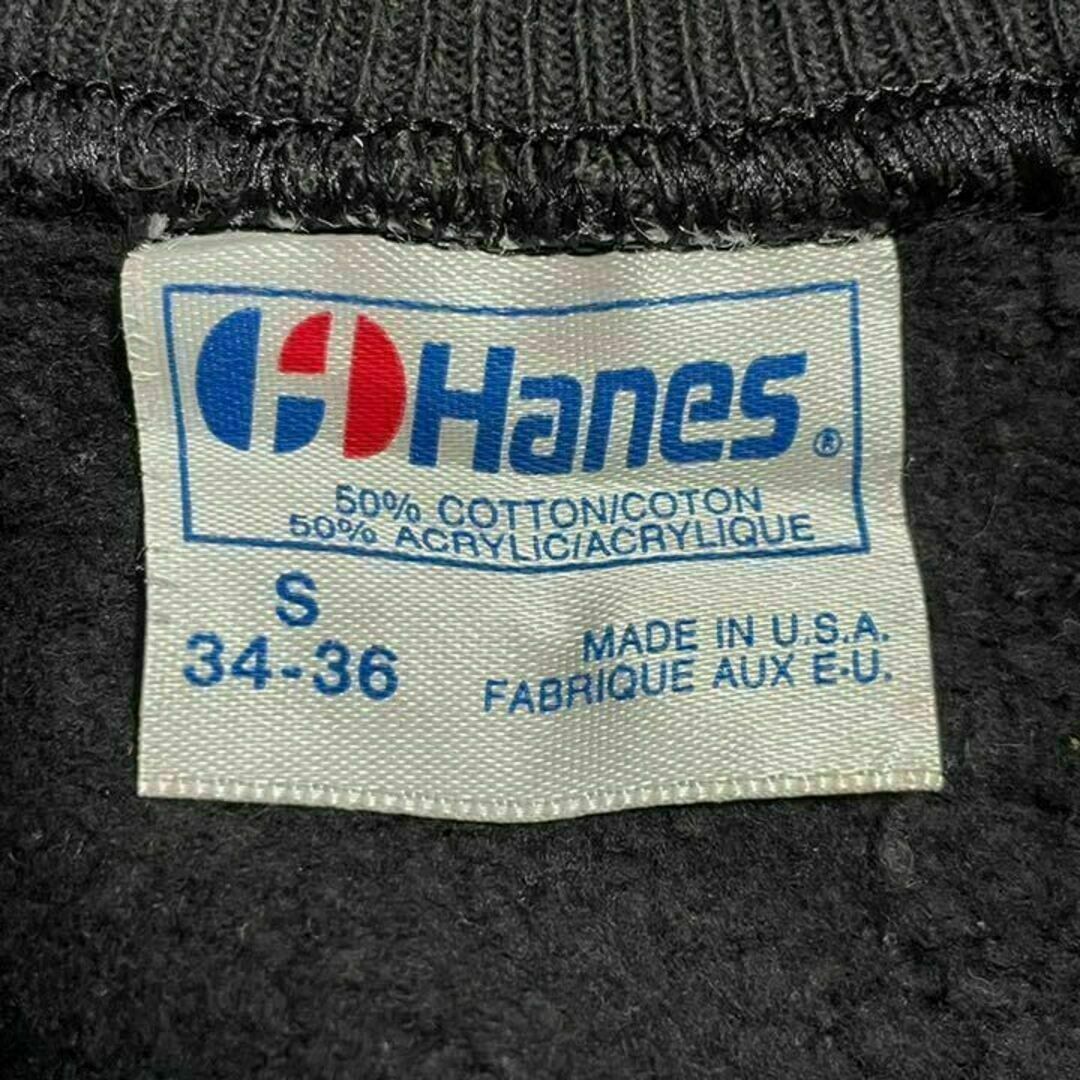 Hanes®
50% COTTON/COTON
50% ACRYLIC/ACRYLIQUE
S
34-36
MADE IN U.S.A.
FABRIQUE AUX E-U.